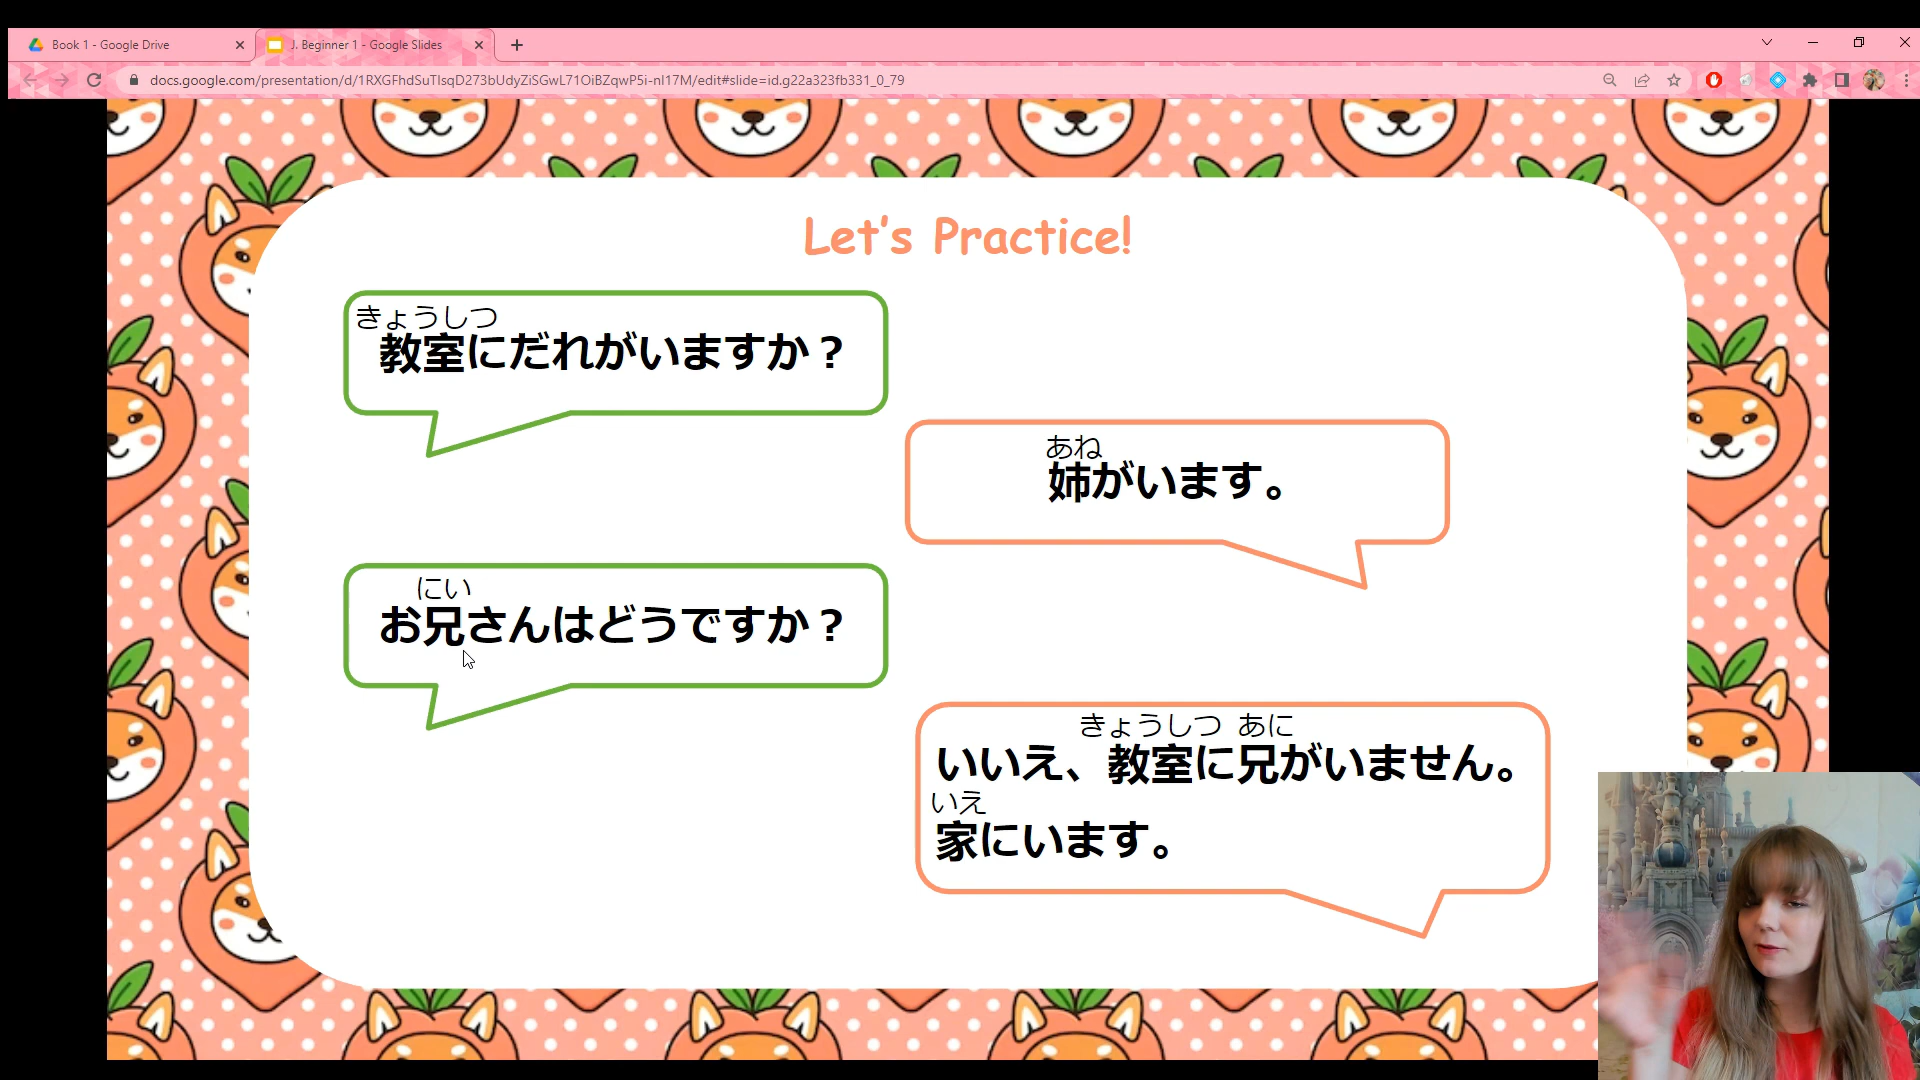 Book 1 - Google Drive
J. Beginner 1 - Google Slides
docs.google.com/presentation/d/1RXGFhdSuTlsqD273bUdyZiSGwL71OiBZqwP5i-nl17M/edit#slide=id.g22a323fb331_0_79
Let's Practice!
きょうしつ
教室にだれがいますか？
あね
姉がいます。
にい
お兄さんはどうですか？
きょうしつ あに
いいえ、教室に兄がいません。
いえ
家にいます。